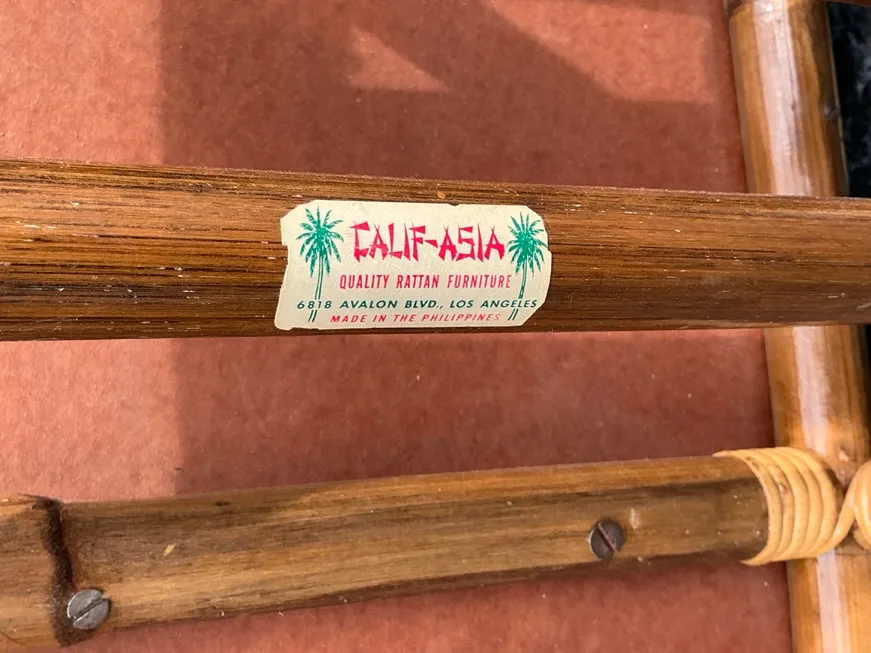 CALIF-ASIA
QUALITY RATTAN FURNITURE
6818 AVALON BLVD., LOS ANGELES
MADE IN THE PHILIPPINES